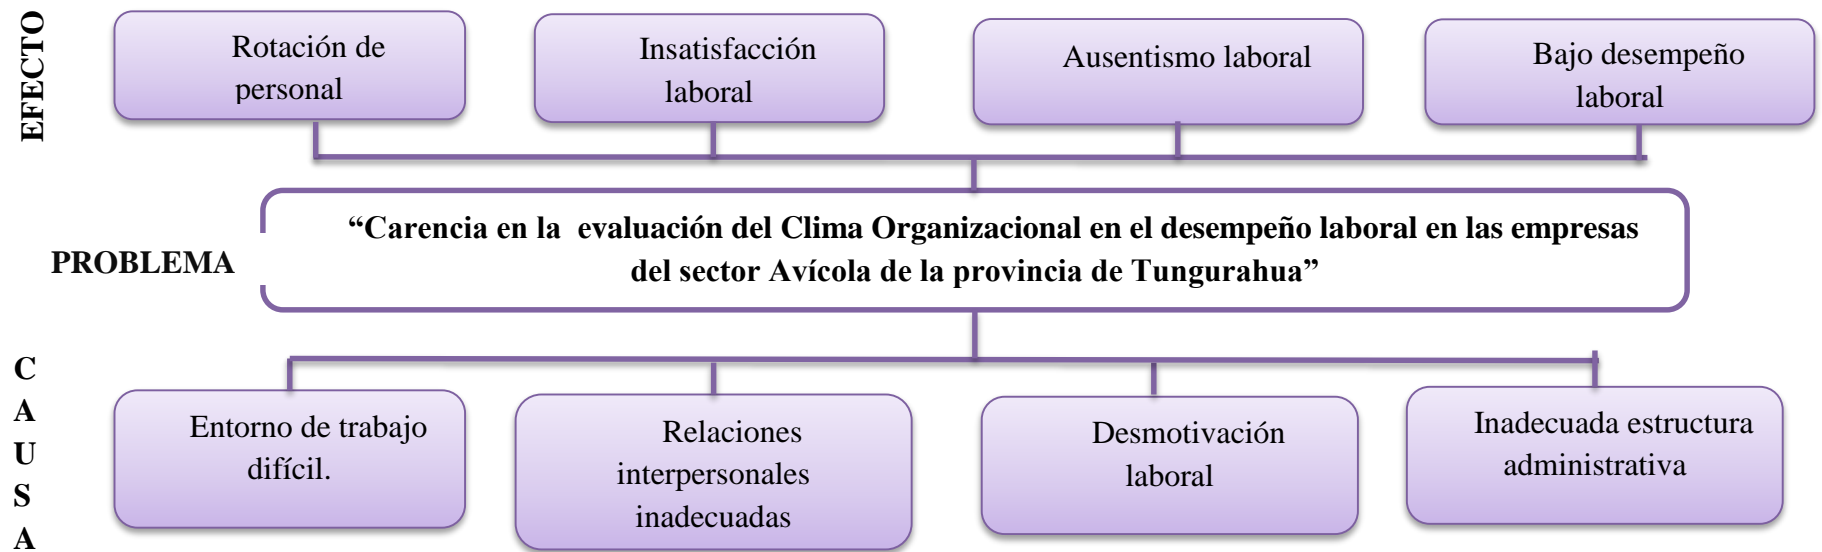 EFECTO
Rotación de
personal
Insatisfacción
laboral
Ausentismo laboral
Bajo desempeño
laboral
PROBLEMA
“Carencia en la  evaluación del Clima Organizacional en el desempeño laboral en las empresas
del sector Avícola de la provincia de Tungurahua”
C
A
U
S
A
Entorno de trabajo
difícil.
Relaciones
interpersonales
inadecuadas
Desmotivación
laboral
Inadecuada estructura
administrativa